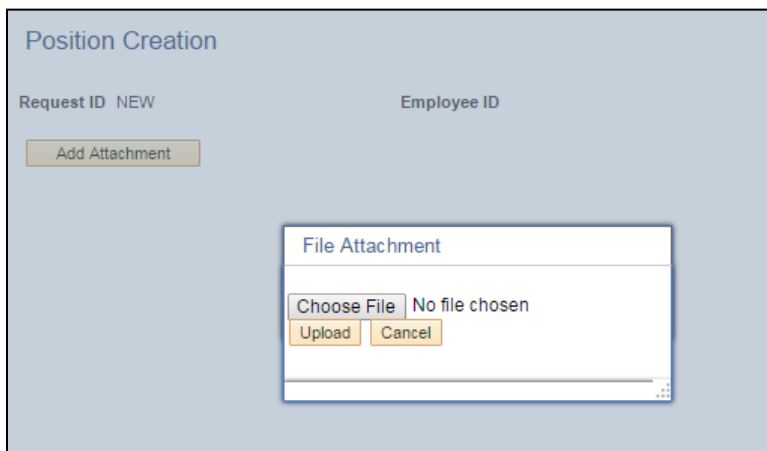 Position Creation
Request ID NEW Employee ID
Add Attachment
File Attachment
Choose File No file chosen
Upload Cancel